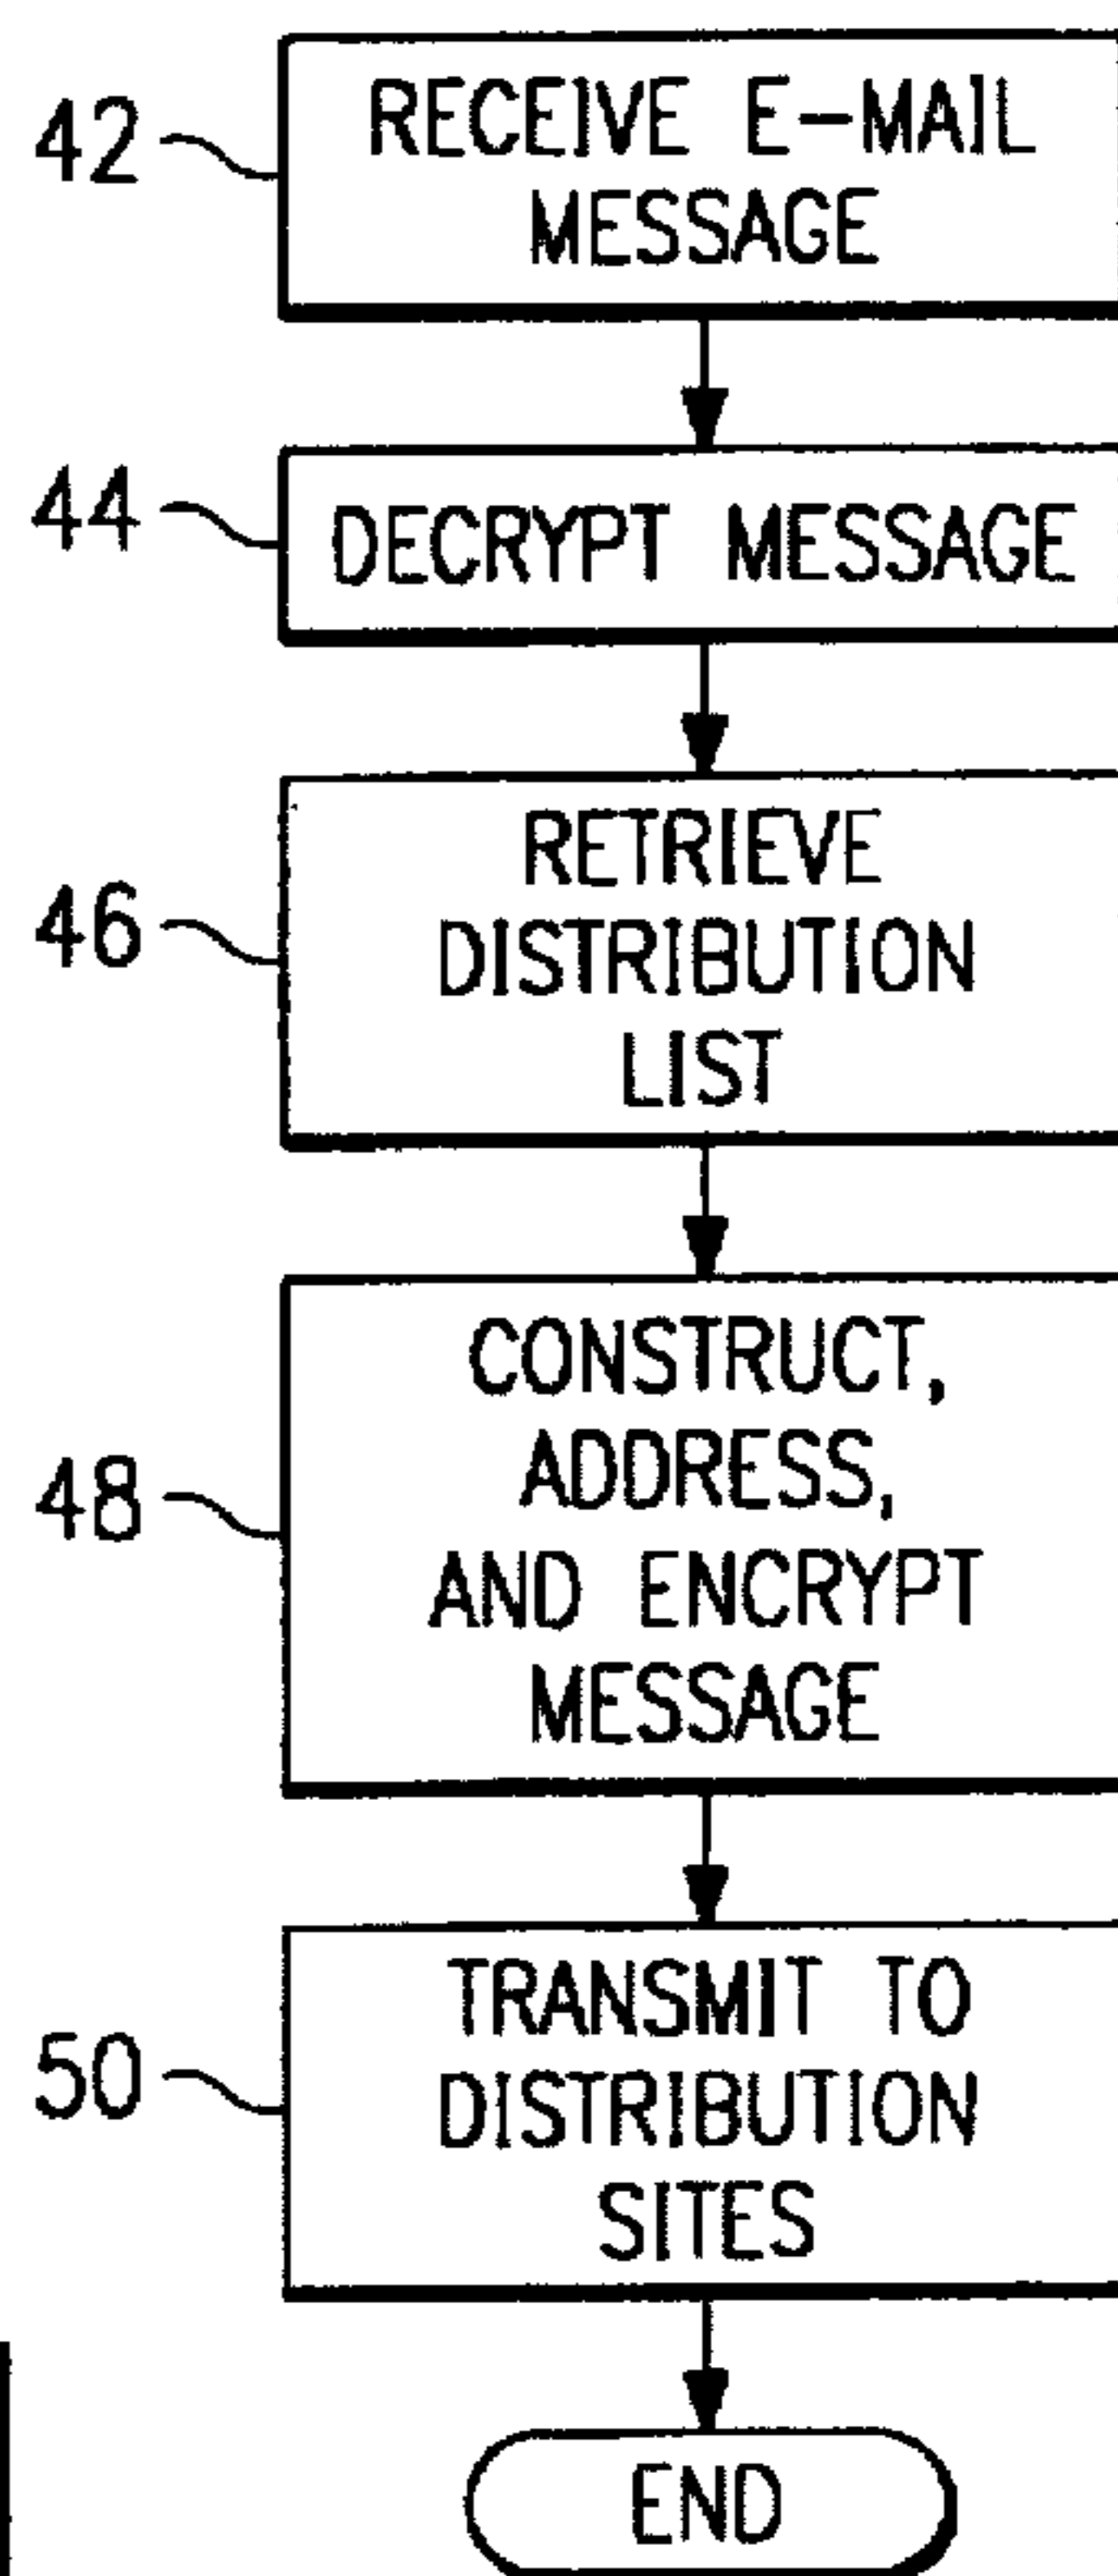 42
RECEIVE E-MAIL
MESSAGE
44
DECRYPT MESSAGE
46
RETRIEVE
DISTRIBUTION
LIST
48
CONSTRUCT,
ADDRESS,
AND ENCRYPT
MESSAGE
50
TRANSMIT TO
DISTRIBUTION
SITES
END